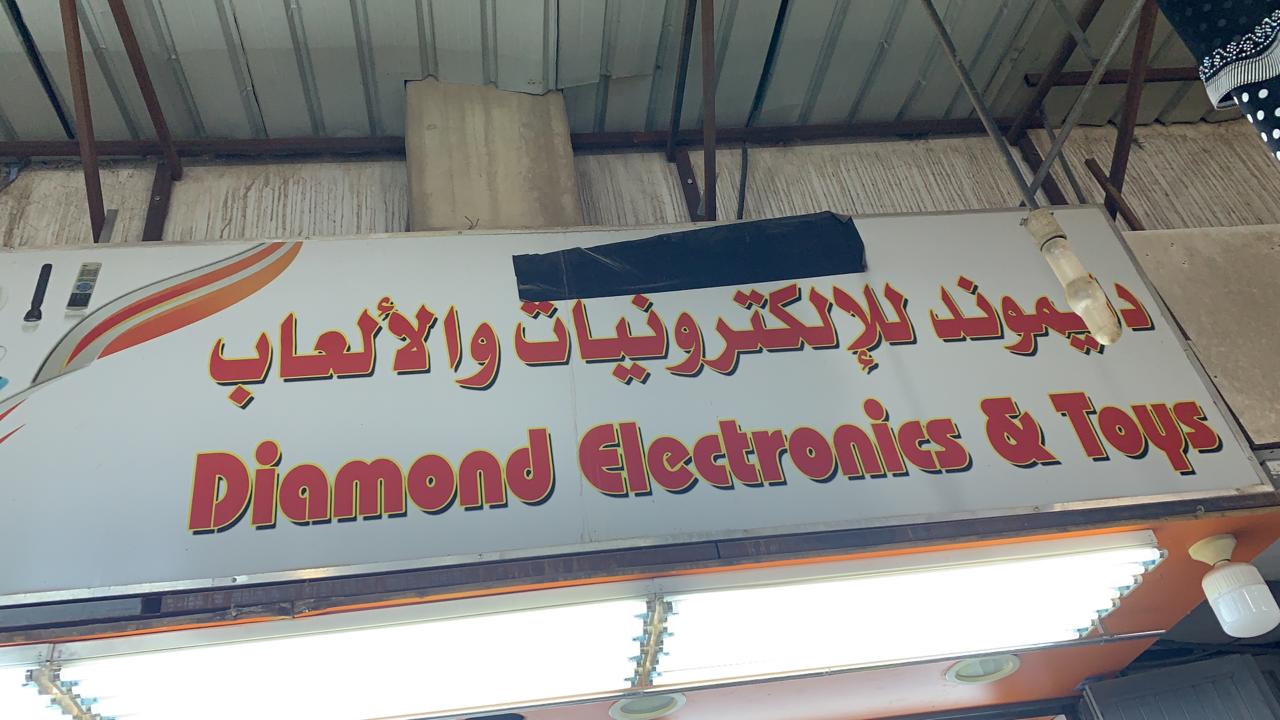 ديموند للإلكترونيات والألعاب
Diamond Electronics & Toys